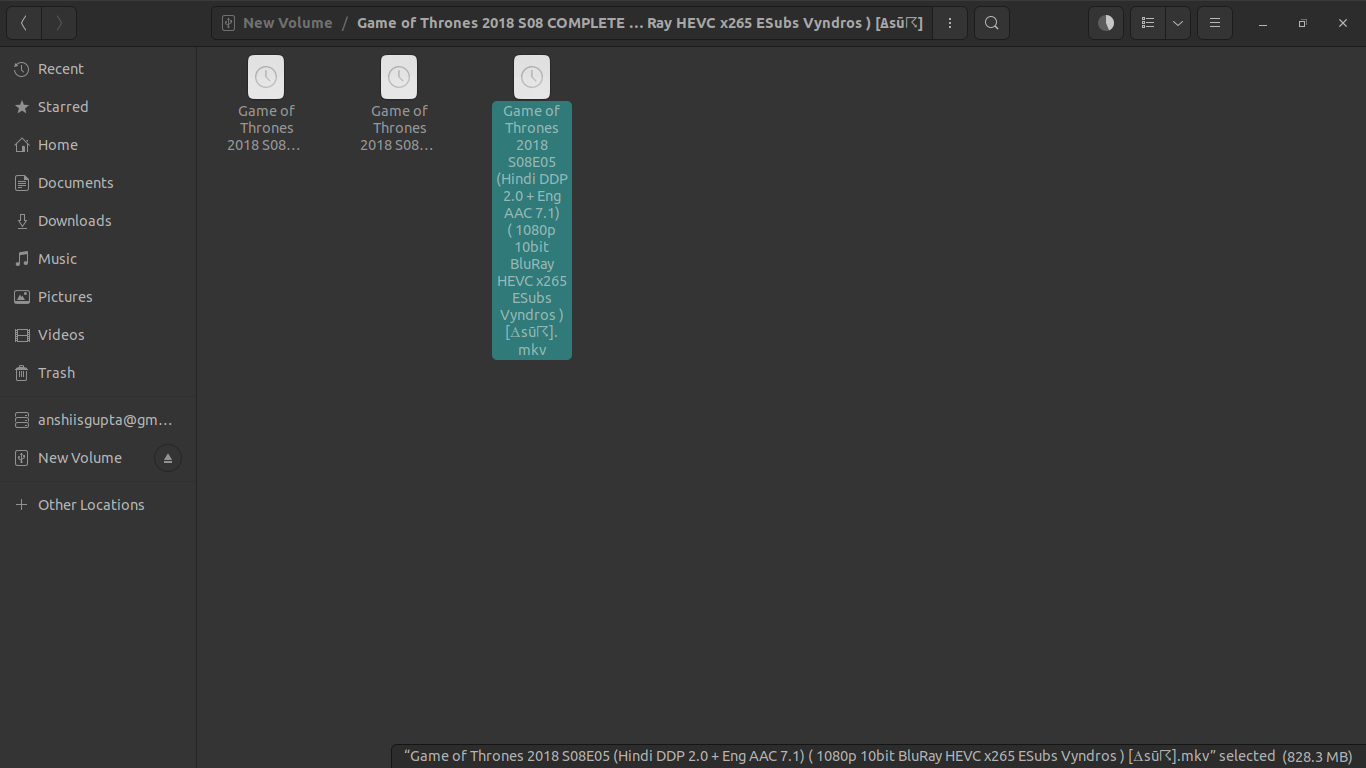 New Volume / Game of Thrones 2018 S08 COMPLETE ... Ray HEVC x265 ESubs Vyndros ) [Δsūʀ]
Recent
Starred
Home
Documents
Downloads
Music
Pictures
Videos
Trash
anshiisgupta@gm...
New Volume
Other Locations
Game of
Thrones
2018 S08...
Game of
Thrones
2018 S08...
Game of
Thrones
2018
S08E05
(Hindi DDP
2.0 + Eng
AAC 7.1)
( 1080p
10bit
BluRay
HEVC x265
ESubs
Vyndros )
[Δsū☈].
mkv
“Game of Thrones 2018 S08E05 (Hindi DDP 2.0 + Eng AAC 7.1) ( 1080p 10bit BluRay HEVC x265 ESubs Vyndros ) [Δsū☈].mkv” selected (828.3 MB)